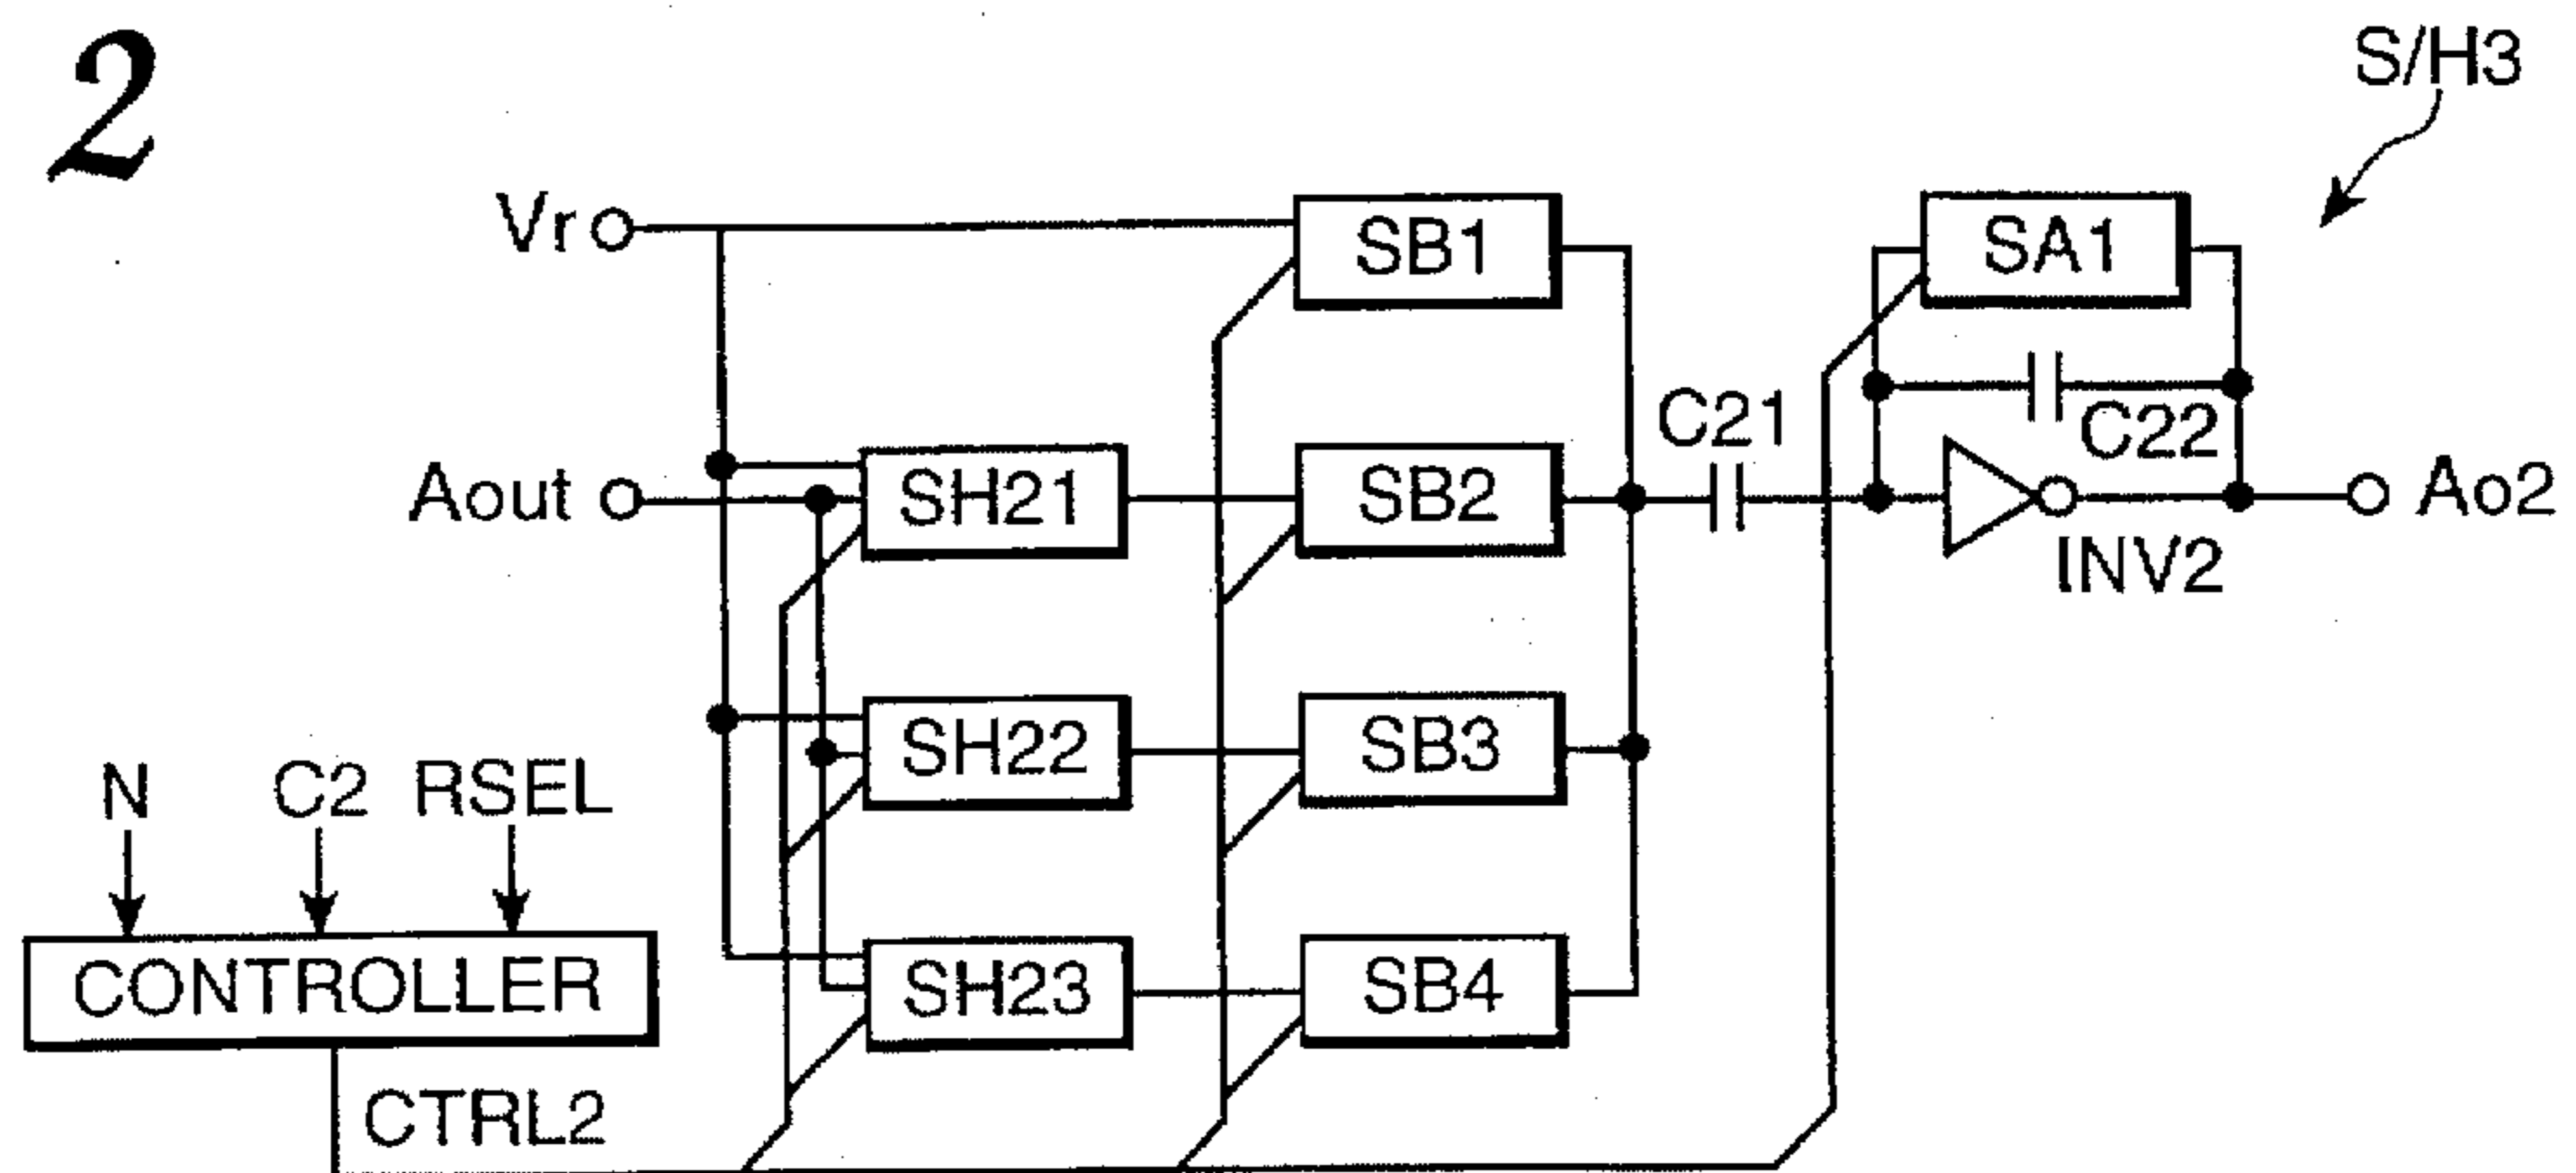 2
S/H3
Vr
SB1
SA1
C21
C22
Aout
SH21
SB2
Ao2
INV2
SH22
SB3
N
C2
RSEL
CONTROLLER
SH23
SB4
CTRL2